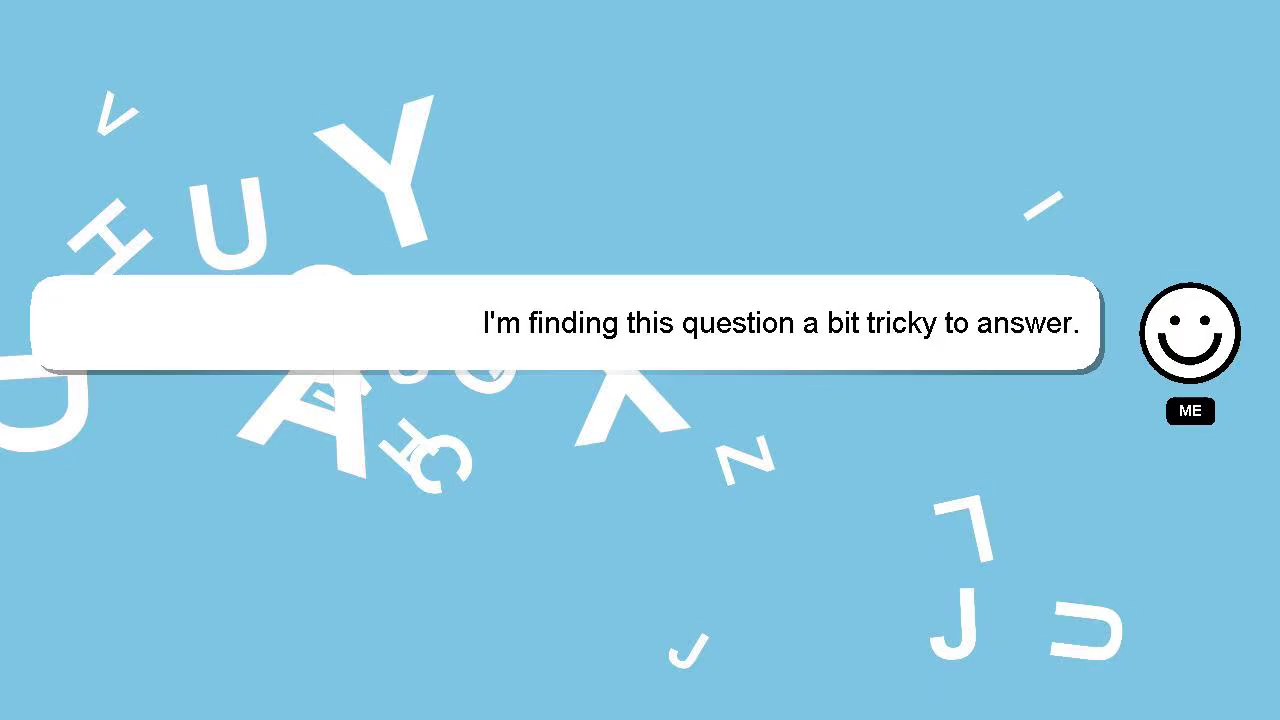 V
Y
U
H
I
I'm finding this question a bit tricky to answer.
ME
U
A
X
H
C
N
L
J
U
J